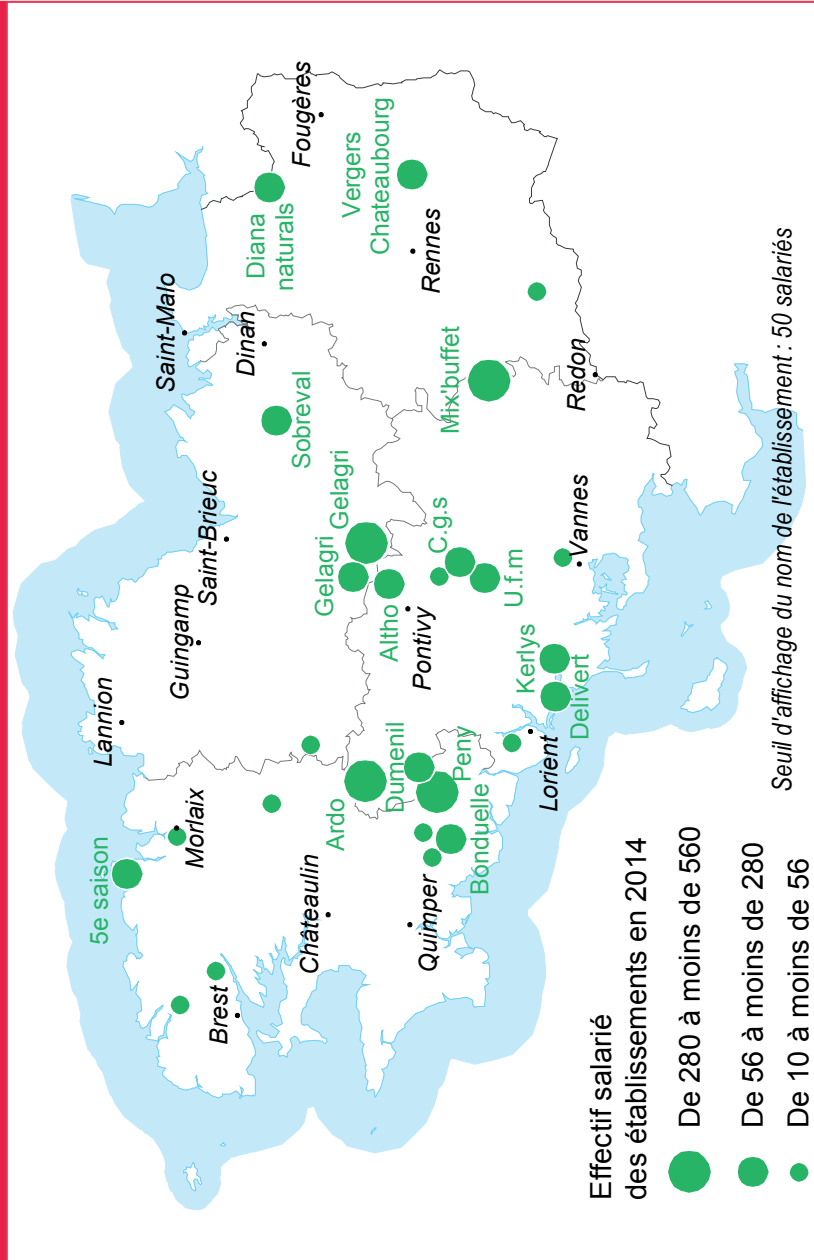 5e saison
Lannion
Morlaix
Guingamp
Saint-Brieuc
Saint-Malo
Dinan
Fougères
Diana
naturals
Brest
Sobreval
Châteaulin
Ardo
Gelagri
Gelagri
Vergers
Chateaubourg
Altho
Rennes
Quimper
Dumenil
Peny
Bonduelle
Pontivy
C.g.s
U.f.m
Mix'buffet
Lorient
Delivert
Kerlys
Vannes
Redon
Effectif salarié
des établissements en 2014
De 280 à moins de 560
De 56 à moins de 280
De 10 à moins de 56
Seuil d'affichage du nom de l'établissement : 50 salariés